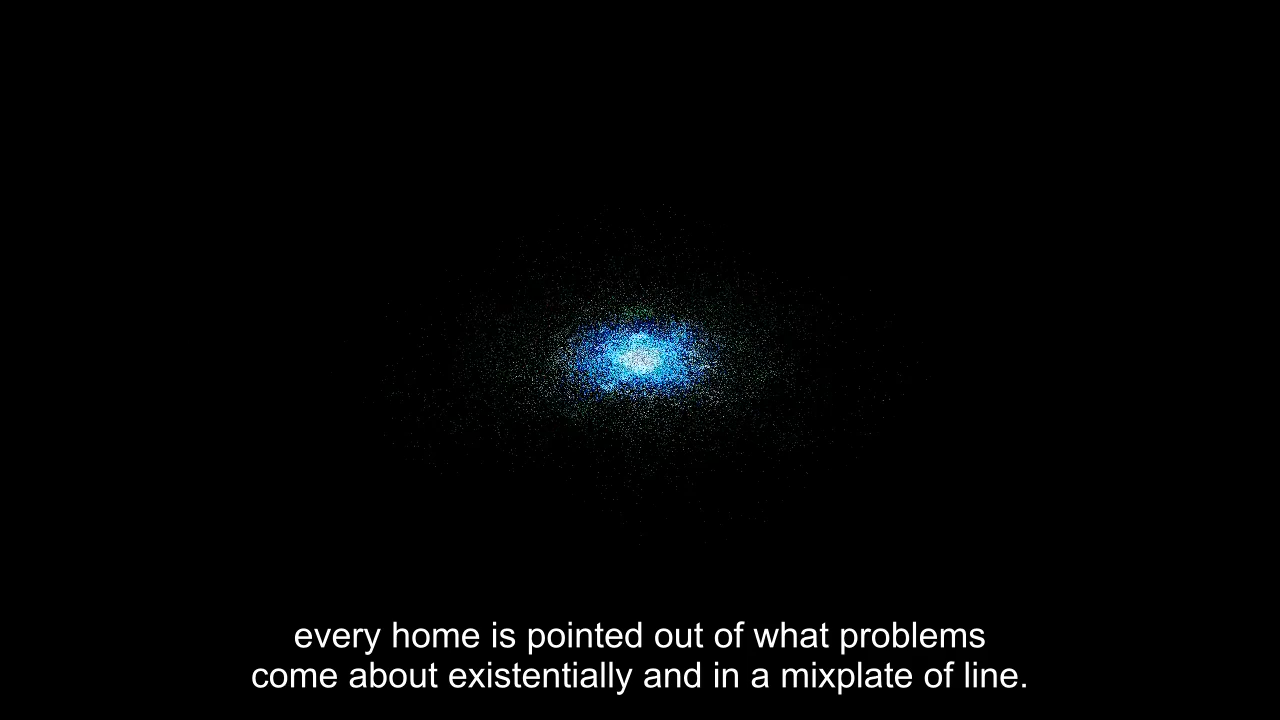 every home is pointed out of what problems
come about existentially and in a mixplate of line.